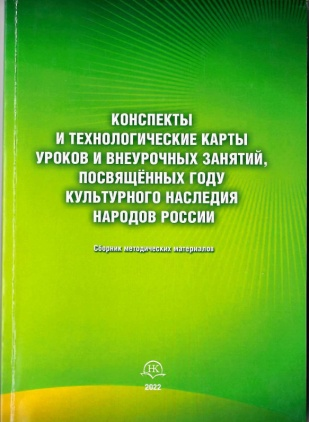 КОНСПЕКТЫ
И ТЕХНОЛОГИЧЕСКИЕ КАРТЫ
УРОКОВ И ВНЕУРОЧНЫХ ЗАНЯТИЙ,
ПОСВЯЩЁННЫХ ГОДУ
КУЛЬТУРНОГО НАСЛЕДИЯ
НАРОДОВ РОССИИ
Сборник методических материалов
НК
2022